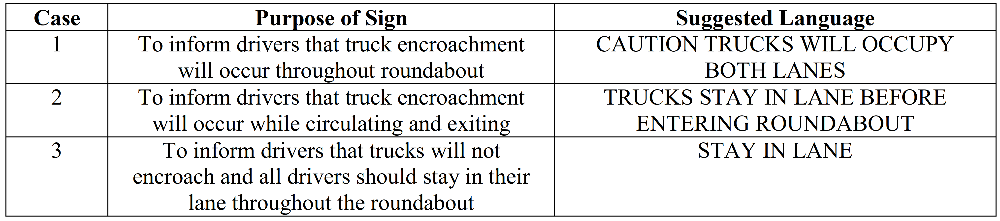 Case Purpose of Sign Suggested Language
1 To inform drivers that truck encroachment CAUTION TRUCKS WILL OCCUPY
will occur throughout roundabout BOTH LANES
2 To inform drivers that truck encroachment TRUCKS STAY IN LANE BEFORE
will occur while circulating and exiting ENTERING ROUNDABOUT
3 To inform drivers that trucks will not STAY IN LANE
encroach and all drivers should stay in their
lane throughout the roundabout